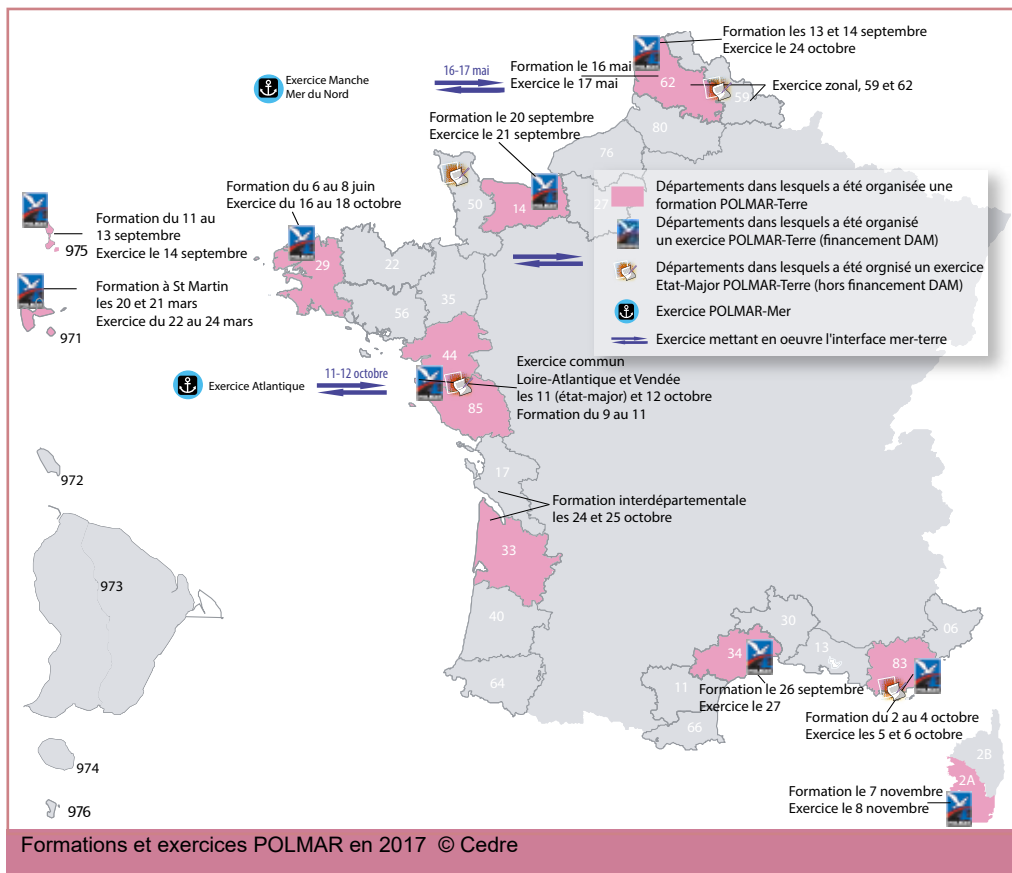 Formation les 13 et 14 septembre
Exercice le 24 octobre
Exercice Manche
Mer du Nord
16-17 mai
Formation le 16 mai
Exercice le 17 mai
62
59
Exercice zonal, 59 et 62
Formation le 20 septembre
Exercice le 21 septembre
80
76
27
50
14
Départements dans lesquels a été organisée une
formation POLMAR-Terre
Départements dans lesquels a été organisé
un exercice POLMAR-Terre (financement DAM)
Départements dans lesquels a été orgnisé un exercice
Etat-Major POLMAR-Terre (hors financement DAM)
Exercice POLMAR-Mer
Exercice mettant en oeuvre l'interface mer-terre
Formation du 6 au 8 juin
Exercice du 16 au 18 octobre
29
22
35
56
Formation du 11 au
13 septembre
Exercice le 14 septembre
975
Formation à St Martin
les 20 et 21 mars
Exercice du 22 au 24 mars
971
44
Exercice Atlantique
11-12 octobre
Exercice commun
Loire-Atlantique et Vendée
les 11 (état-major) et 12 octobre
Formation du 9 au 11
85
17
Formation interdépartementale
les 24 et 25 octobre
33
972
973
40
64
30
06
34
13
83
11
66
Formation le 26 septembre
Exercice le 27
Formation du 2 au 4 octobre
Exercice les 5 et 6 octobre
974
976
2B
2A
Formation le 7 novembre
Exercice le 8 novembre
Formations et exercices POLMAR en 2017 © Cedre